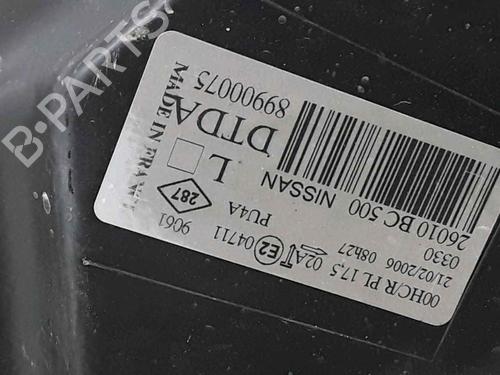 B-PARTS
DTDA
89900075
MADE IN FRANCE
L
NISSAN
26010 BC 500
287
PU4A
0330
21/02/2006 08h27
9061
E2 04711
02A
00HC/R PL 17,5